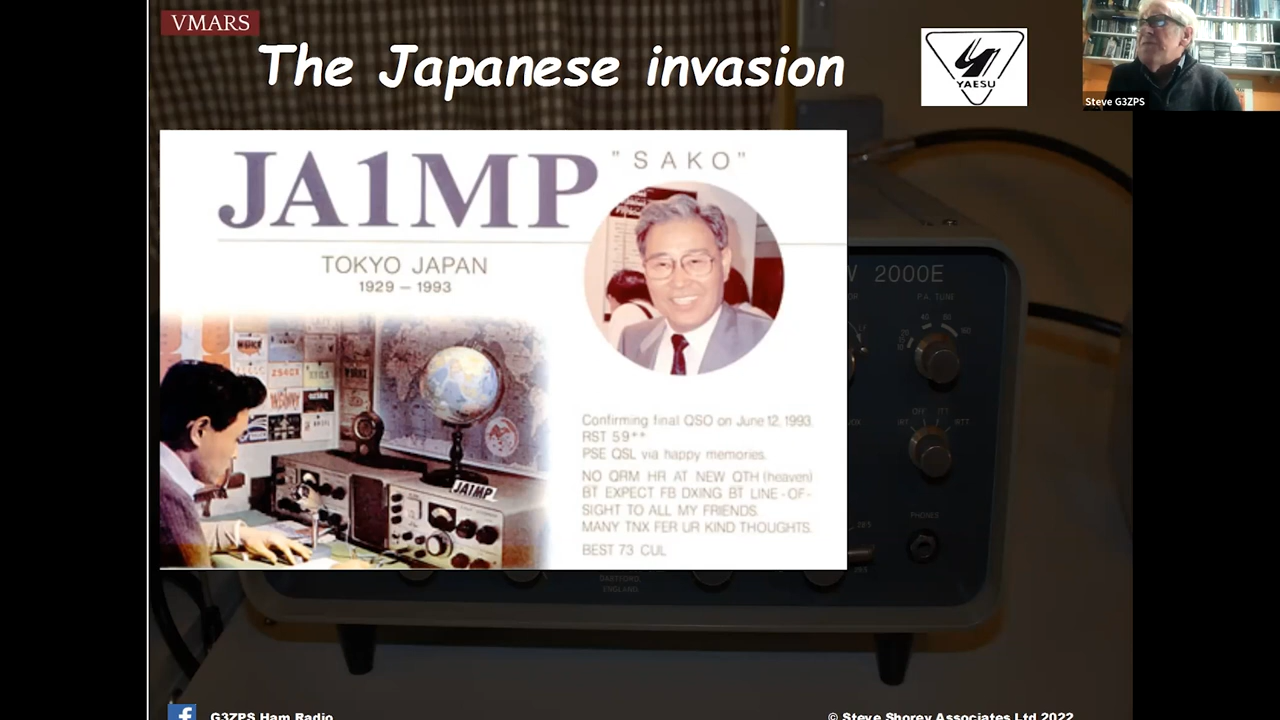 VMARS
The Japanese invasion
YAESU
Steve G3ZPS
JA1MP
"SAKO"
TOKYO JAPAN
1929 – 1993
Confirming final QSO on June 12, 1993.
RST 59++
PSE QSL via happy memories.
NO QRM HR AT NEW QTH (heaven)
BT EXPECT FB DXING BT LINE-OF-
SIGHT TO ALL MY FRIENDS.
MANY TNX FER UR KIND THOUGHTS.
BEST 73 CUL
JA1MP
W 2000E
P.A. TUNE
PHONES
DARTFORD,
ENGLAND.
G3ZPS Ham Radio
© Steve Shorey Associates Ltd 2022